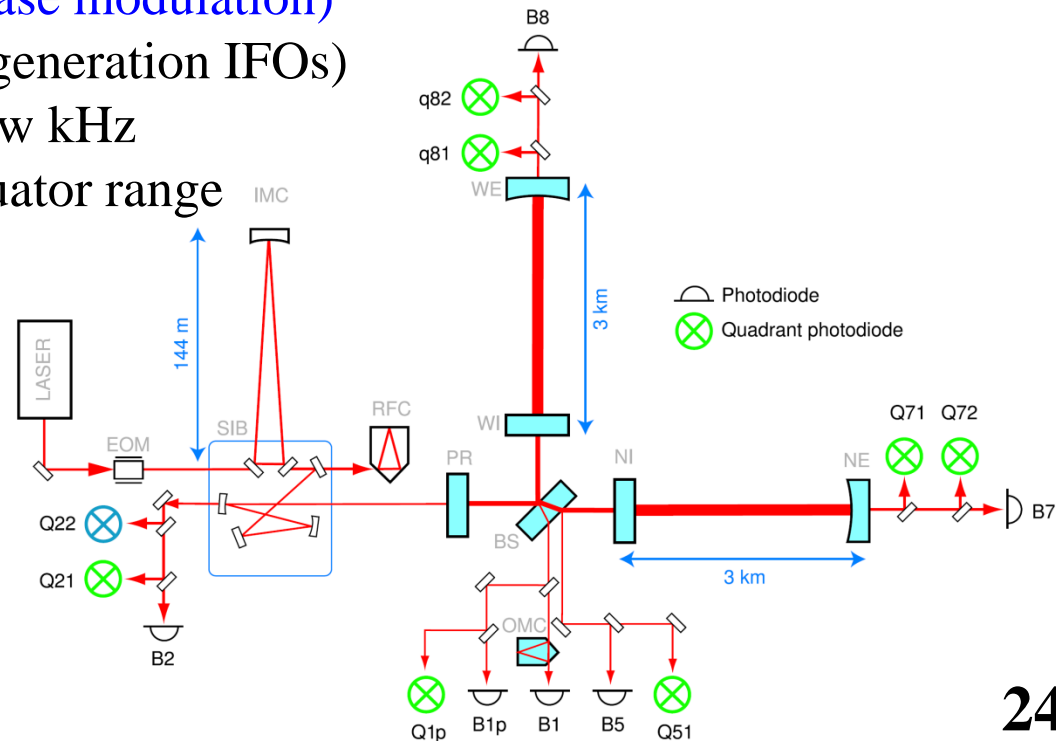 ase modulation)
generation IFOs)
w kHz
uator range
B8
q82
q81
WE
IMC
3 km
144 m
Photodiode
Quadrant photodiode
LASER
EOM
SIB
RFC
WI
PR
NI
Q71 Q72
NE
B7
BS
3 km
Q22
Q21
B2
OMC
Q1p
B1p
B1
B5
Q51
24